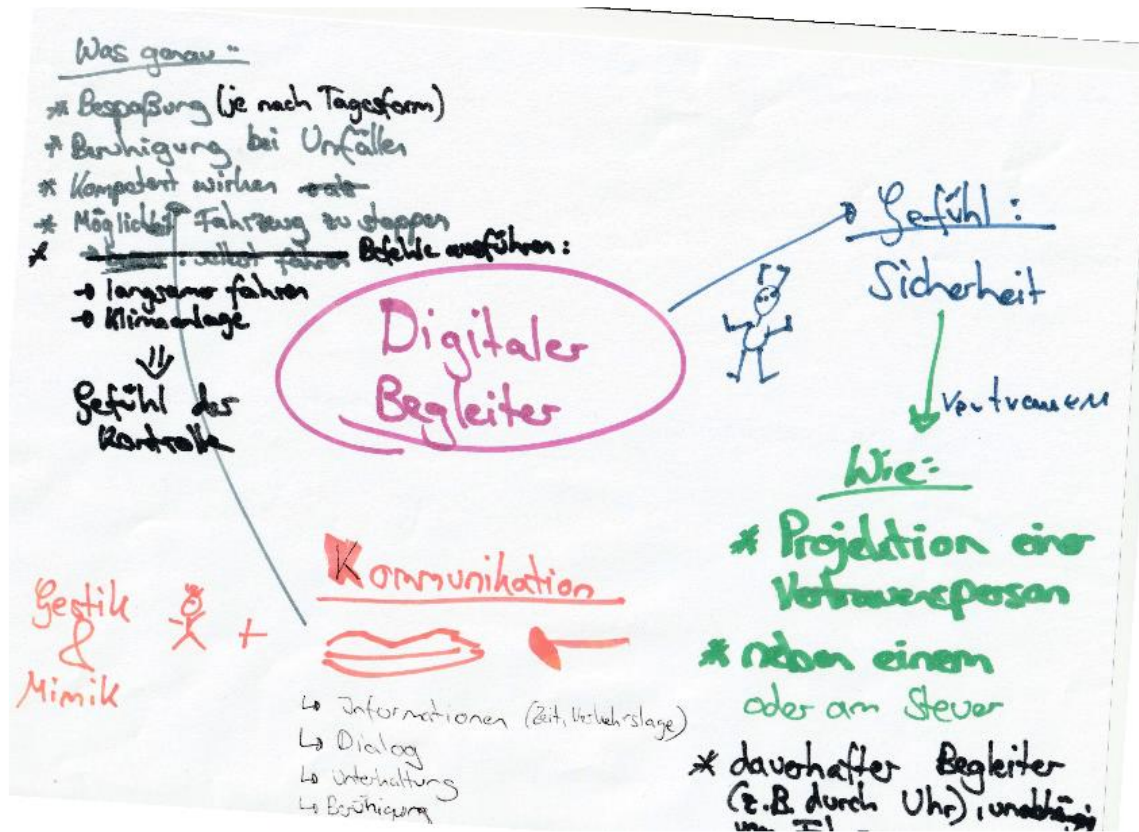 Was genau:
* Bespaßung (je nach Tagesform)
* Beruhigung bei Unfällen
* Kompetent wirken
* Möglichkeit Fahrzeug zu stoppen
* selbst fahren Befehle ausführen:
→ langsamer fahren
→ Klimaanlage
⇓
Gefühl der
Kontrolle
Digitaler
Begleiter
→ Gefühl:
Sicherheit
Vertrauen
Wie:
* Projektion einer
Vertrauensperson
* neben einem
oder am Steuer
* dauerhafter Begleiter
(z.B. durch Uhr), 
Kommunikation
Gestik
&
Mimik
+
↳ Informationen (Zeit, Verkehrslage)
↳ Dialog
↳ Unterhaltung
↳ Beruhigung